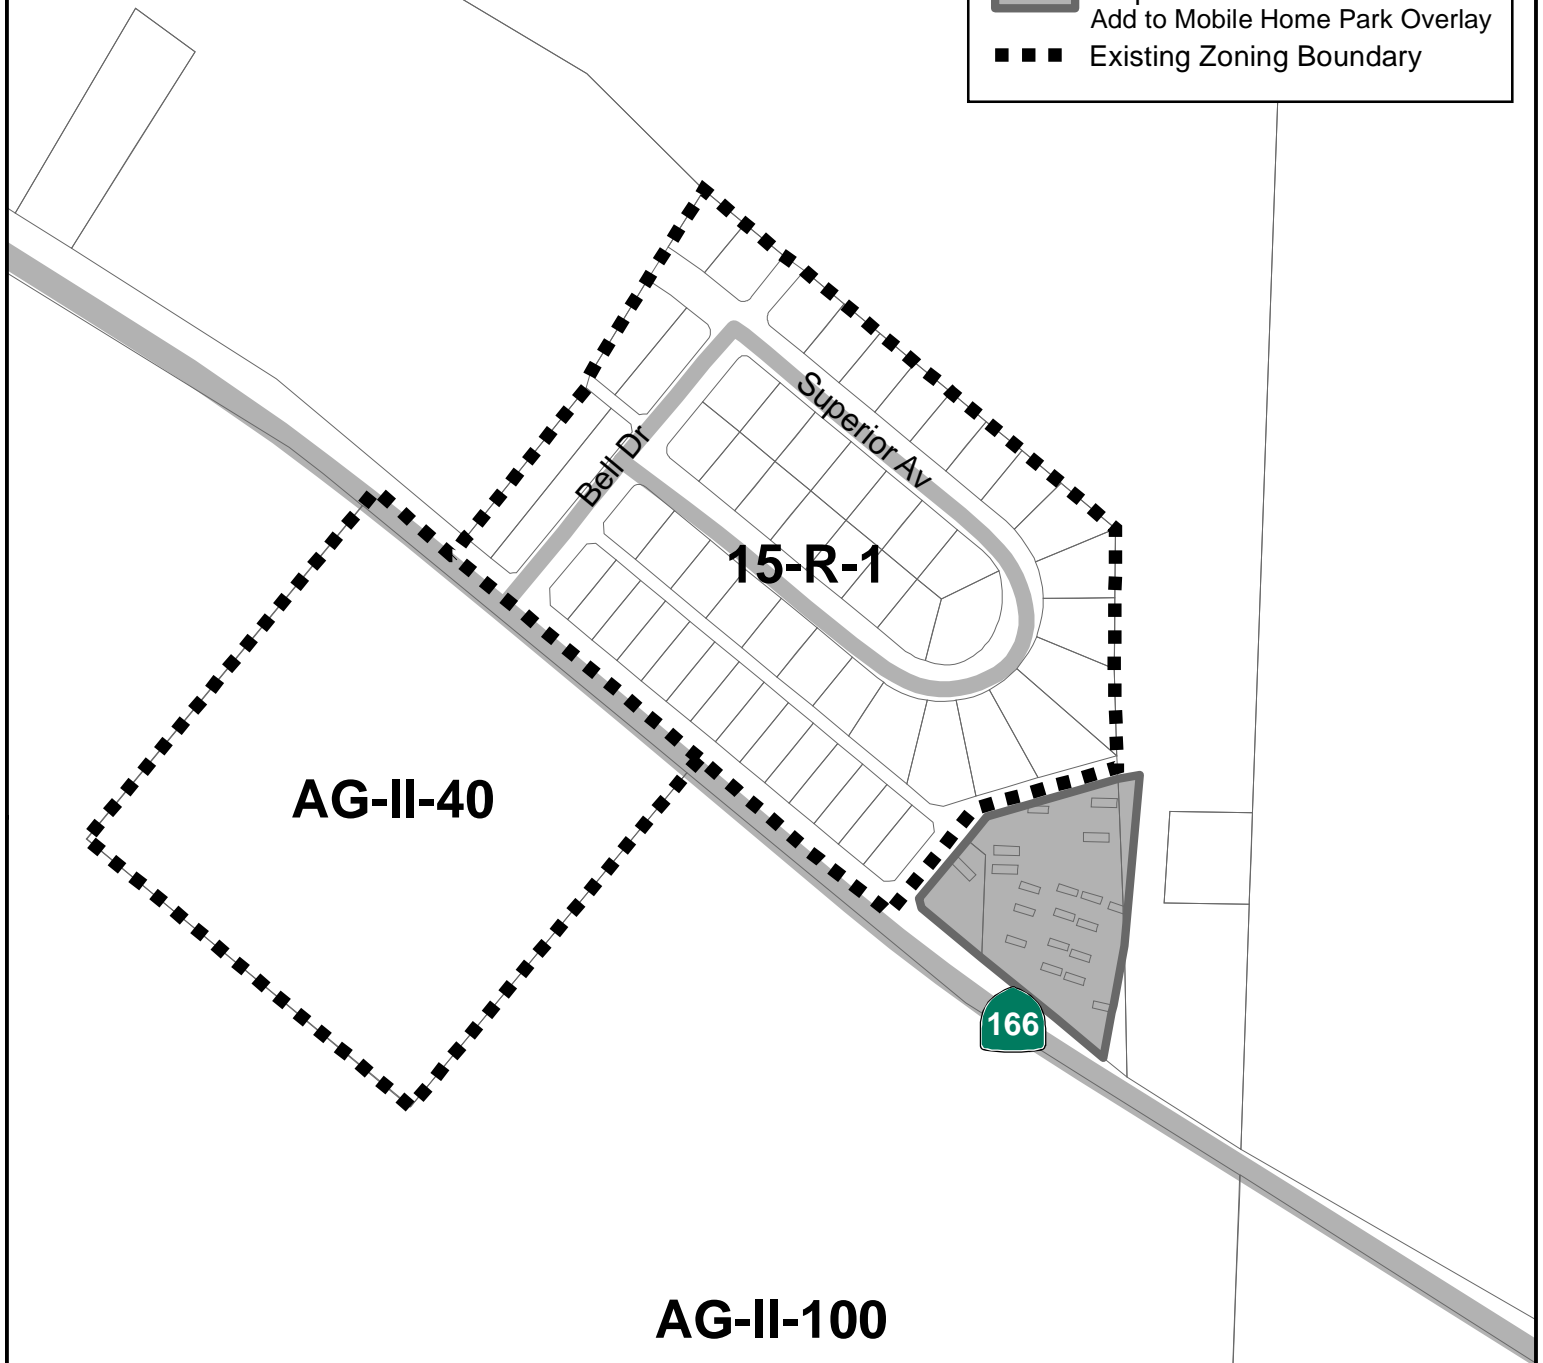 Add to Mobile Home Park Overlay
Existing Zoning Boundary
Superior Av
Bell Dr
15-R-1
AG-II-40
166
AG-II-100